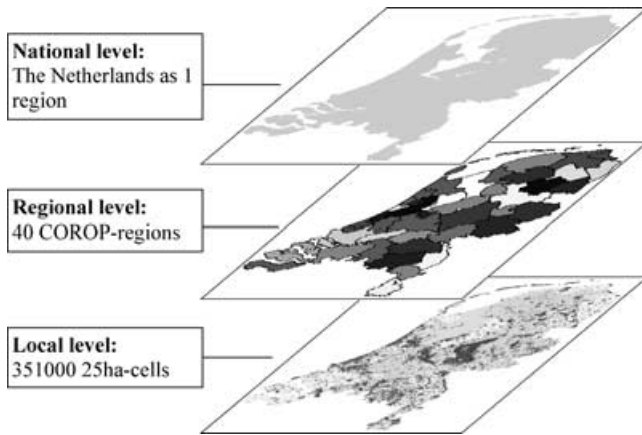 National level:
The Netherlands as 1
region
Regional level:
40 COROP-regions
Local level:
351000 25ha-cells